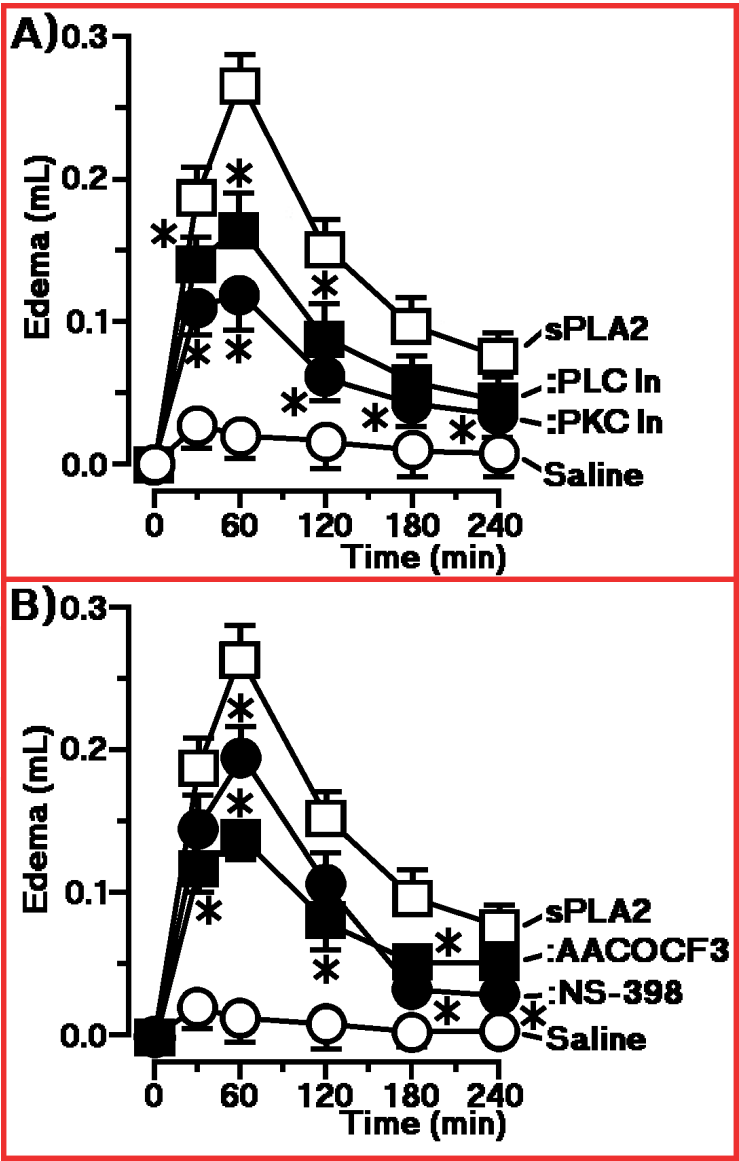 A) 0.3
0.2
0.1
0.0
Edema (mL)
*
*
*
*
*
*
*
*
sPLA2
:PLC In
:PKC In
Saline
0 60 120 180 240
Time (min)
B) 0.3
0.2
0.1
0.0
Edema (mL)
*
*
*
*
*
*
*
sPLA2
:AACOCF3
:NS-398
Saline
0 60 120 180 240
Time (min)